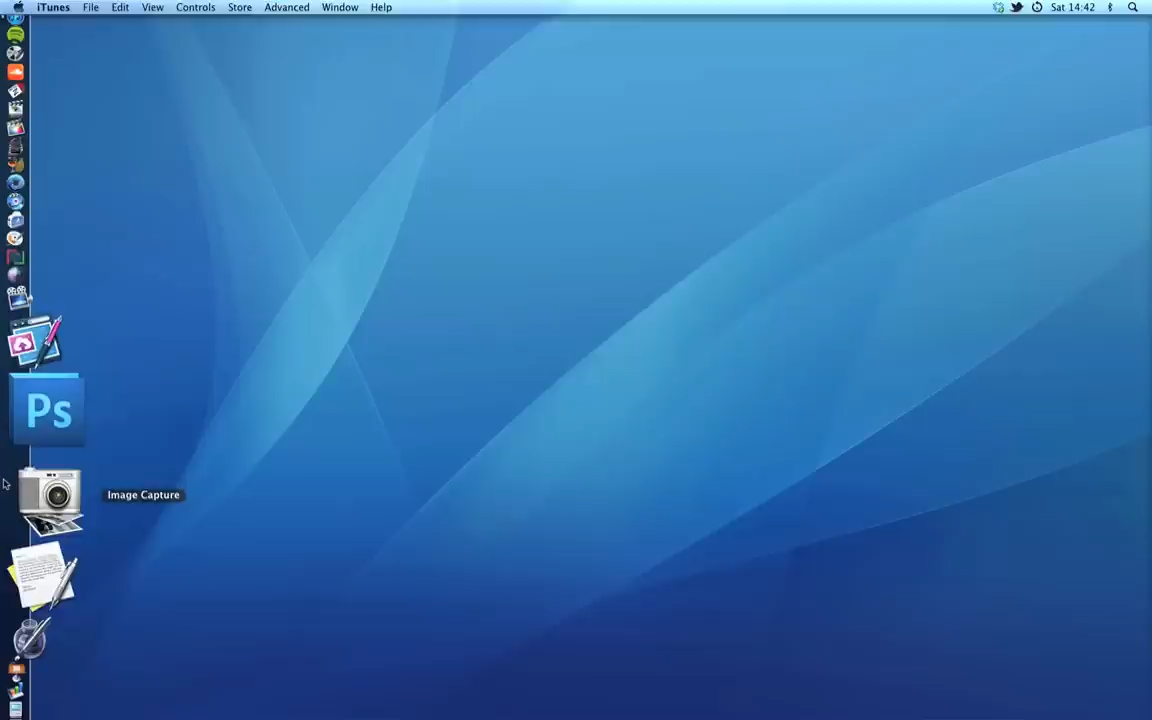 iTunes File Edit View Controls Store Advanced Window Help Sat 14:42
Ps
Image Capture